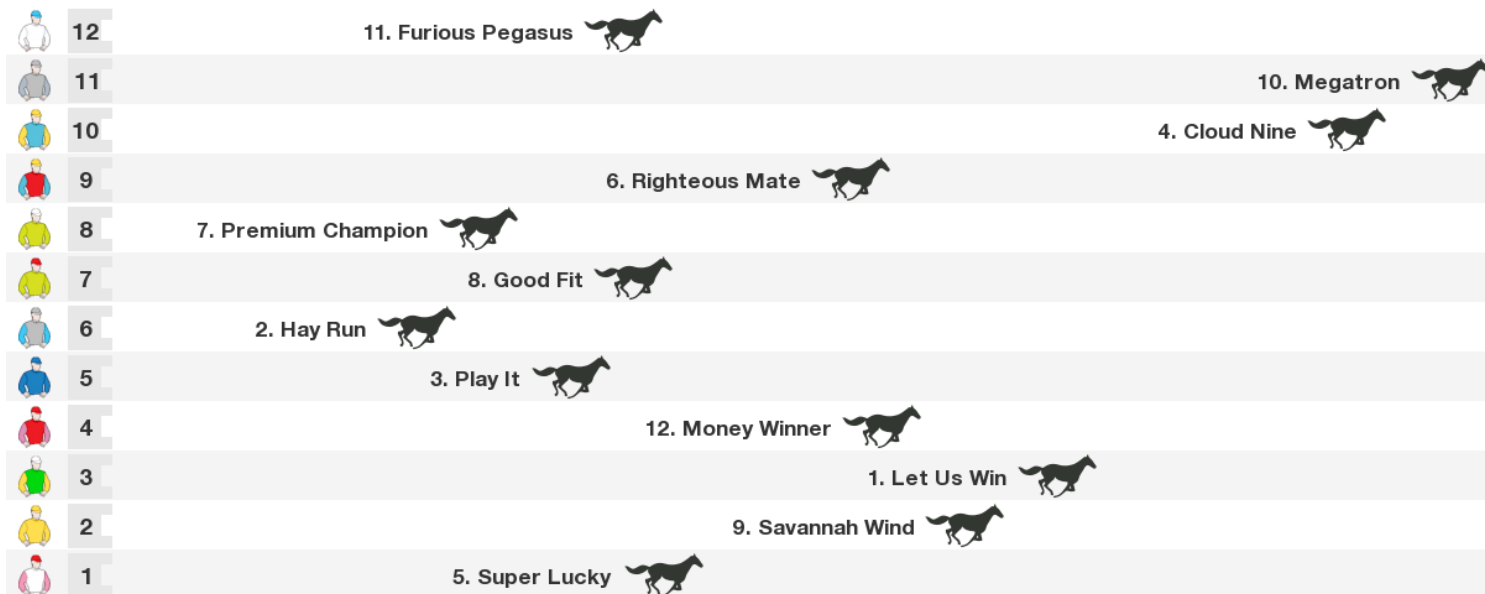 12 11. Furious Pegasus
11 10. Megatron
10 4. Cloud Nine
9 6. Righteous Mate
8 7. Premium Champion
7 8. Good Fit
6 2. Hay Run
5 3. Play It
4 12. Money Winner
3 1. Let Us Win
2 9. Savannah Wind
1 5. Super Lucky